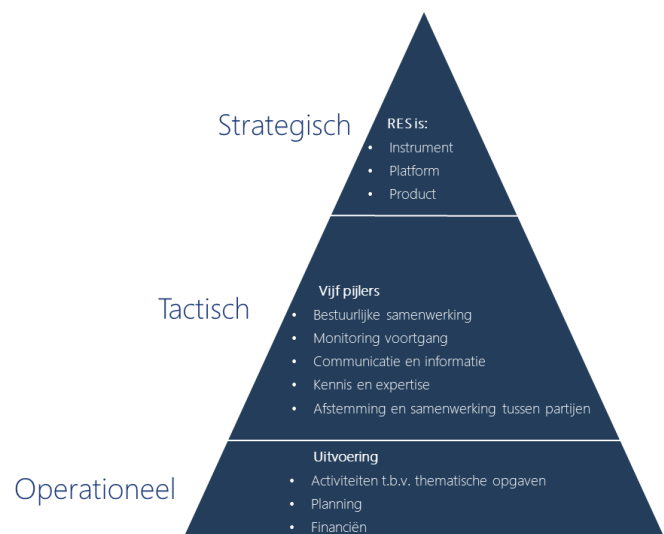 Strategisch
RES is:
• Instrument
• Platform
• Product
Tactisch
Vijf pijlers
• Bestuurlijke samenwerking
• Monitoring voortgang
• Communicatie en informatie
• Kennis en expertise
• Afstemming en samenwerking tussen partijen
Operationeel
Uitvoering
• Activiteiten t.b.v. thematische opgaven
• Planning
• Financiën